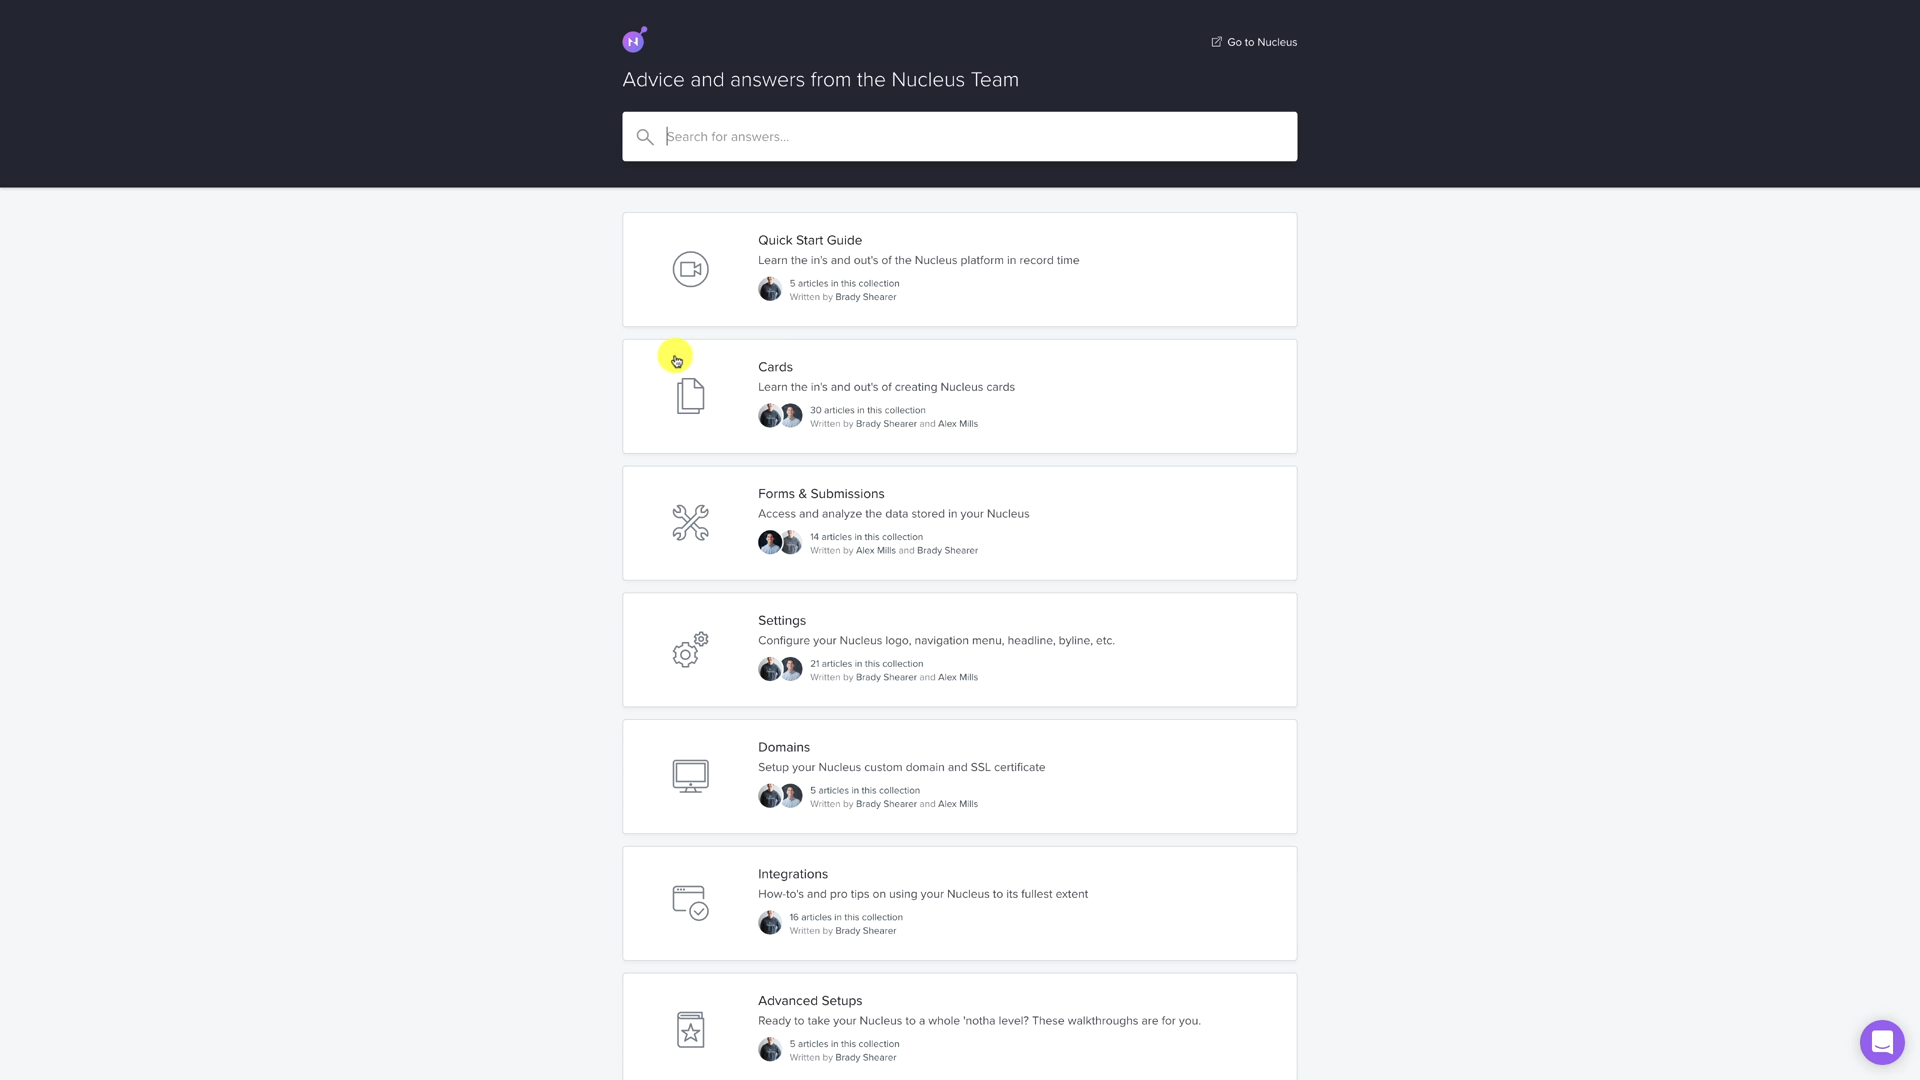 N
Go to Nucleus
Advice and answers from the Nucleus Team
Search for answers...
Quick Start Guide
Learn the in's and out's of the Nucleus platform in record time
5 articles in this collection
Written by Brady Shearer
Cards
Learn the in's and out's of creating Nucleus cards
30 articles in this collection
Written by Brady Shearer and Alex Mills
Forms & Submissions
Access and analyze the data stored in your Nucleus
14 articles in this collection
Written by Alex Mills and Brady Shearer
Settings
Configure your Nucleus logo, navigation menu, headline, byline, etc.
21 articles in this collection
Written by Brady Shearer and Alex Mills
Domains
Setup your Nucleus custom domain and SSL certificate
5 articles in this collection
Written by Brady Shearer and Alex Mills
Integrations
How-to's and pro tips on using your Nucleus to its fullest extent
16 articles in this collection
Written by Brady Shearer
Advanced Setups
Ready to take your Nucleus to a whole 'notha level? These walkthroughs are for you.
5 articles in this collection
Written by Brady Shearer